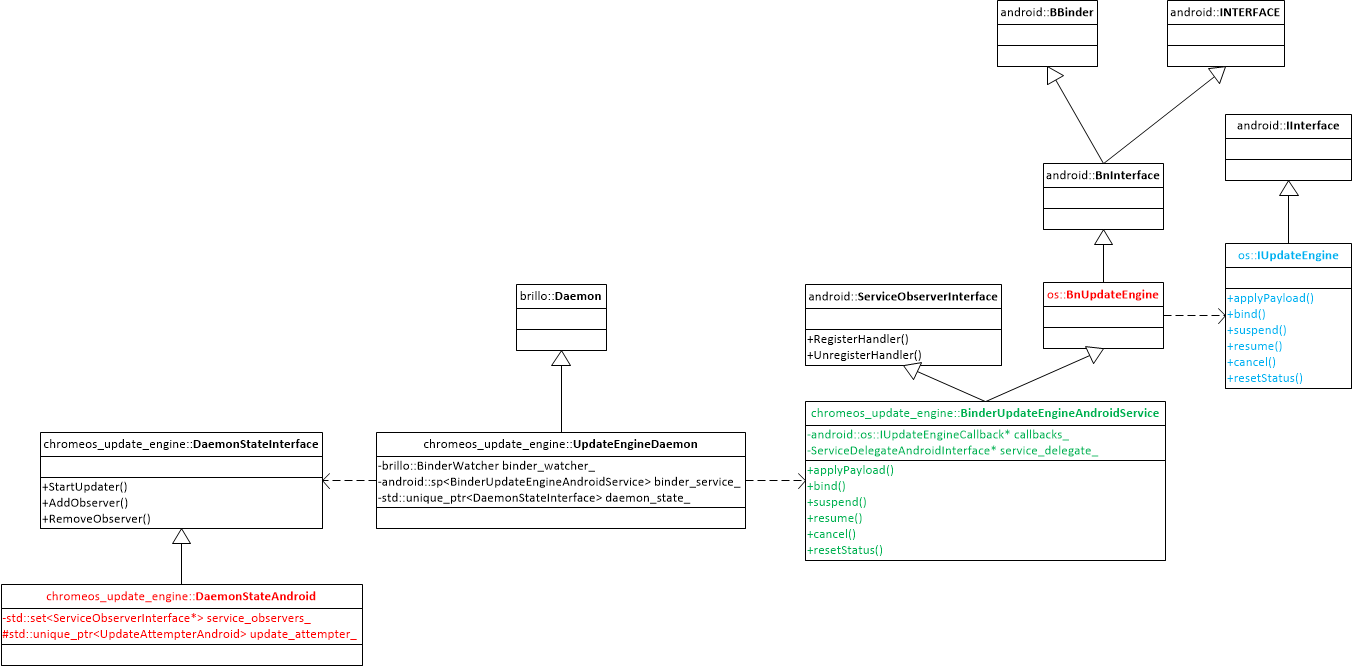 android::BBinder
android::INTERFACE
android::IInterface
android::BnInterface
os::IUpdateEngine
+applyPayload()
+bind()
+suspend()
+resume()
+cancel()
+resetStatus()
os::BnUpdateEngine
brillo::Daemon
android::ServiceObserverInterface
+RegisterHandler()
+UnregisterHandler()
chromeos_update_engine::BinderUpdateEngineAndroidService
-android::os::IUpdateEngineCallback* callbacks_
-ServiceDelegateAndroidInterface* service_delegate_
+applyPayload()
+bind()
+suspend()
+resume()
+cancel()
+resetStatus()
chromeos_update_engine::DaemonStateInterface
+StartUpdater()
+AddObserver()
+RemoveObserver()
chromeos_update_engine::UpdateEngineDaemon
-brillo::BinderWatcher binder_watcher_
-android::sp<BinderUpdateEngineAndroidService> binder_service_
-std::unique_ptr<DaemonStateInterface> daemon_state_
chromeos_update_engine::DaemonStateAndroid
-std::set<ServiceObserverInterface*> service_observers_
#std::unique_ptr<UpdateAttempterAndroid> update_attempter_